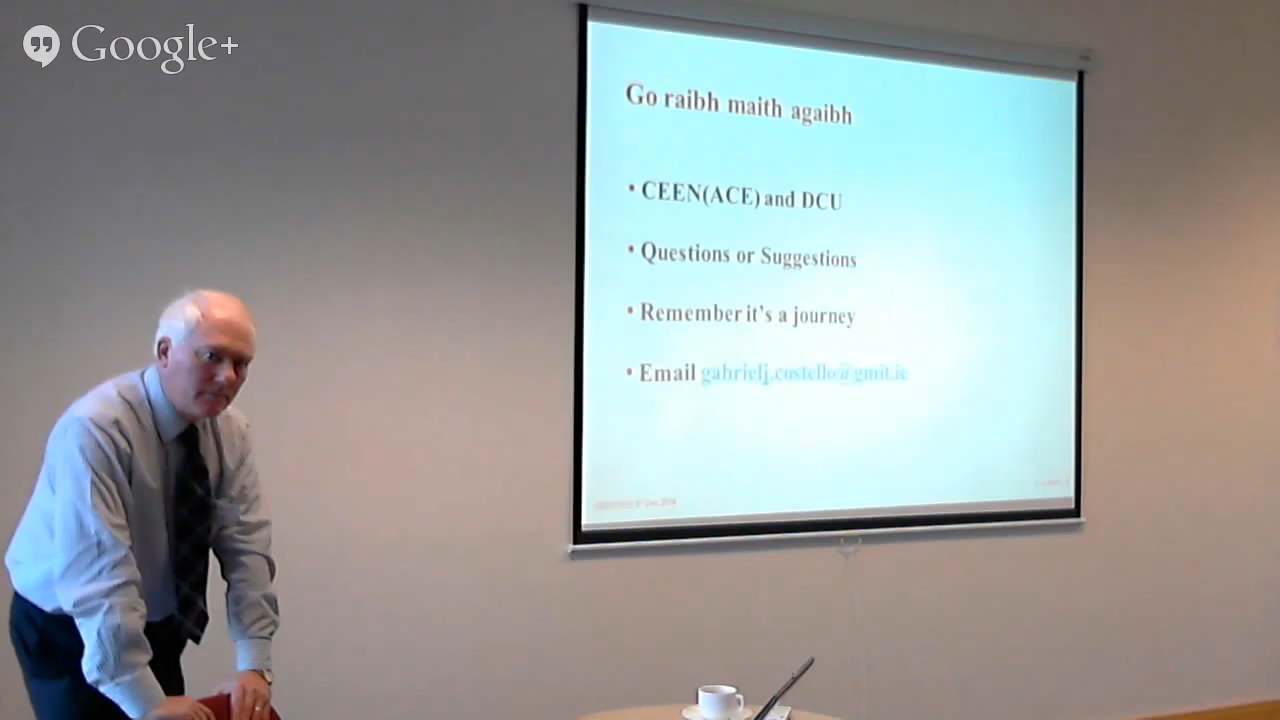 Google+
Go raibh maith agaibh
• CEEN(ACE) and DCU
• Questions or Suggestions
• Remember it's a journey
• Email gabrielj.costello@gmit.ie